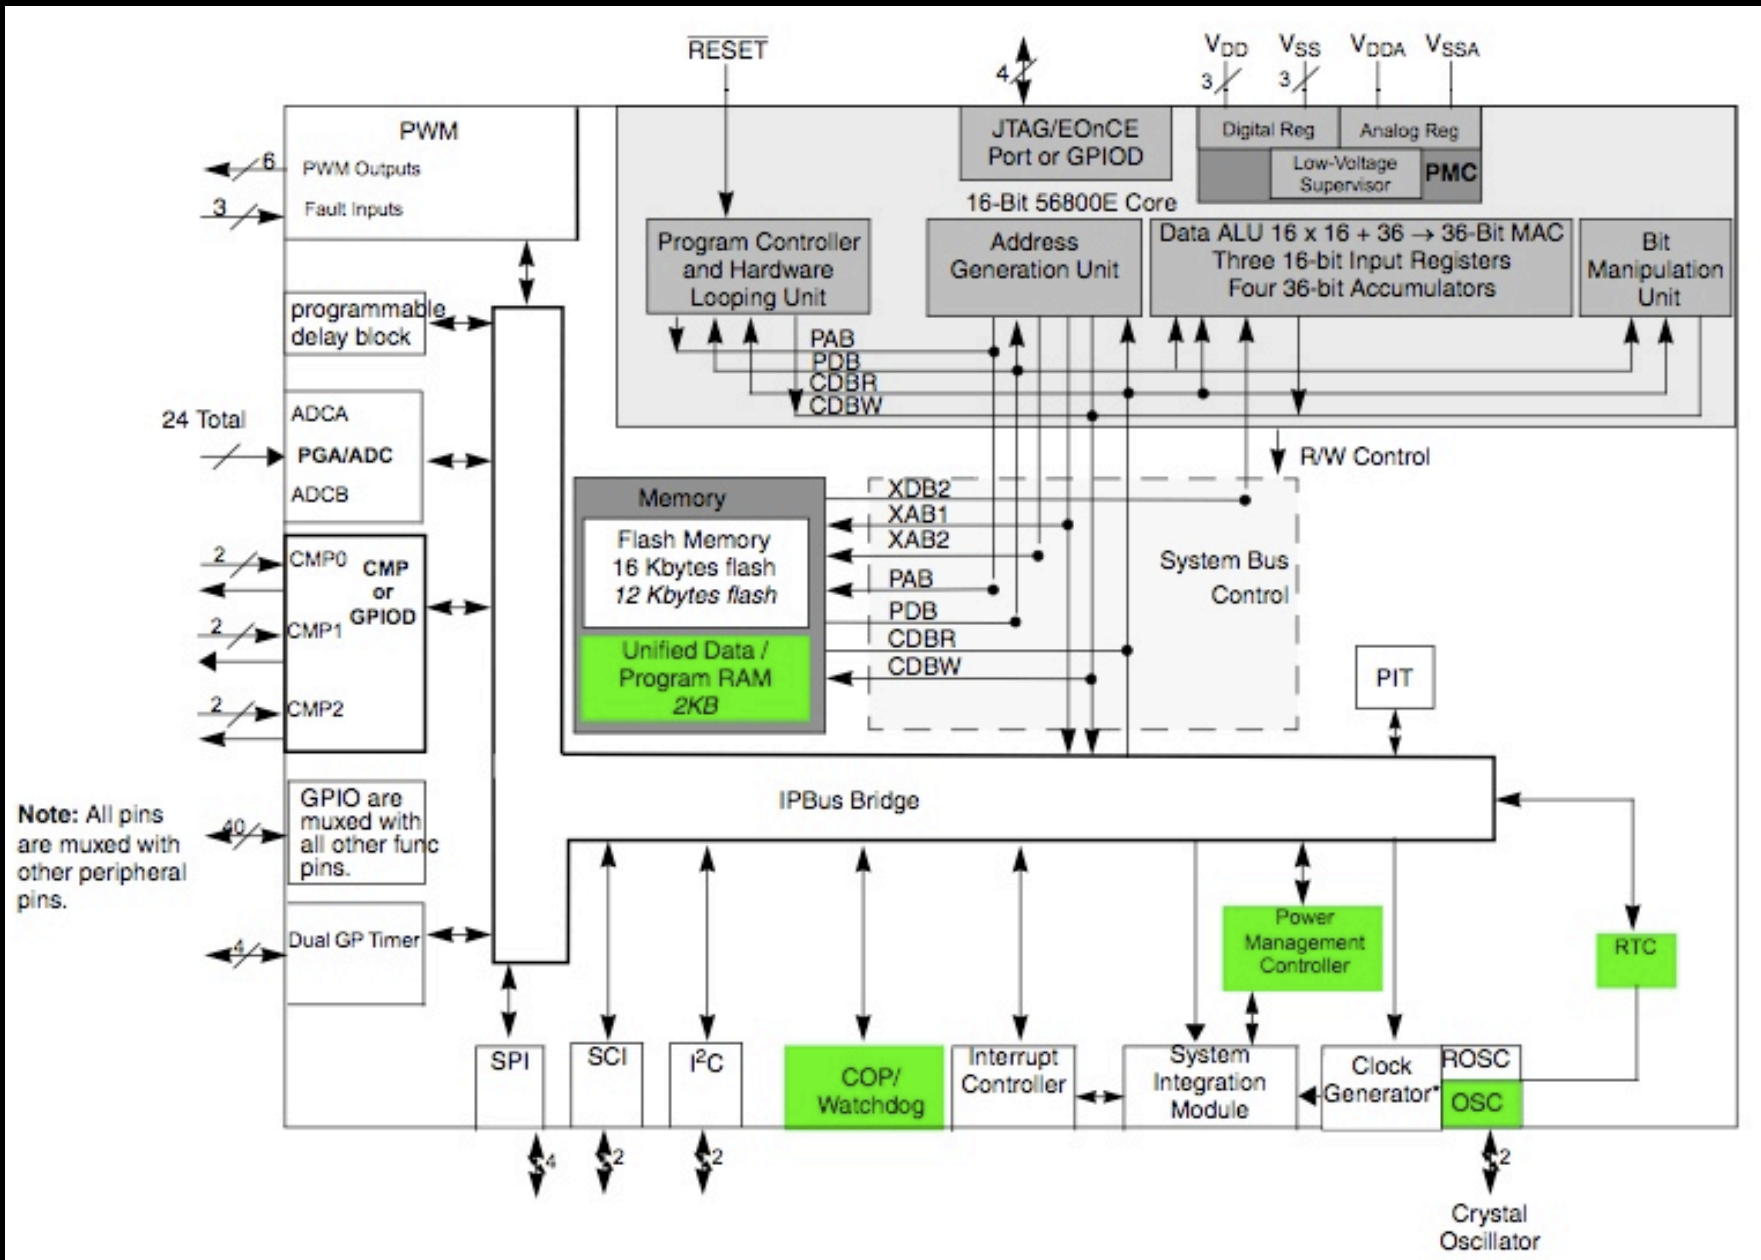 RESET
4
VDD
VSS
VDDA
VSSA
3
3
PWM
6
PWM Outputs
3
Fault Inputs
JTAG/EOnCE
Port or GPIOD
Digital Reg
Analog Reg
Low-Voltage
Supervisor
PMC
16-Bit 56800E Core
Program Controller
and Hardware
Looping Unit
Address
Generation Unit
Data ALU 16 x 16 + 36 → 36-Bit MAC
Three 16-bit Input Registers
Four 36-bit Accumulators
Bit
Manipulation
Unit
PAB
PDB
CDBR
CDBW
programmable
delay block
24 Total
ADCA
PGA/ADC
ADCB
R/W Control
Memory
Flash Memory
16 Kbytes flash
12 Kbytes flash
Unified Data /
Program RAM
2KB
XDB2
XAB1
XAB2
PAB
PDB
CDBR
CDBW
System Bus
Control
2
CMP0
CMP
or
GPIOD
2
CMP1
2
CMP2
PIT
IPBus Bridge
Note: All pins
are muxed with
other peripheral
pins.
40
GPIO are
muxed with
all other func
pins.
4
Dual GP Timer
Power
Management
Controller
RTC
SPI
SCI
I²C
COP/
Watchdog
Interrupt
Controller
System
Integration
Module
Clock
Generator*
ROSC
OSC
4
2
2
2
Crystal
Oscillator